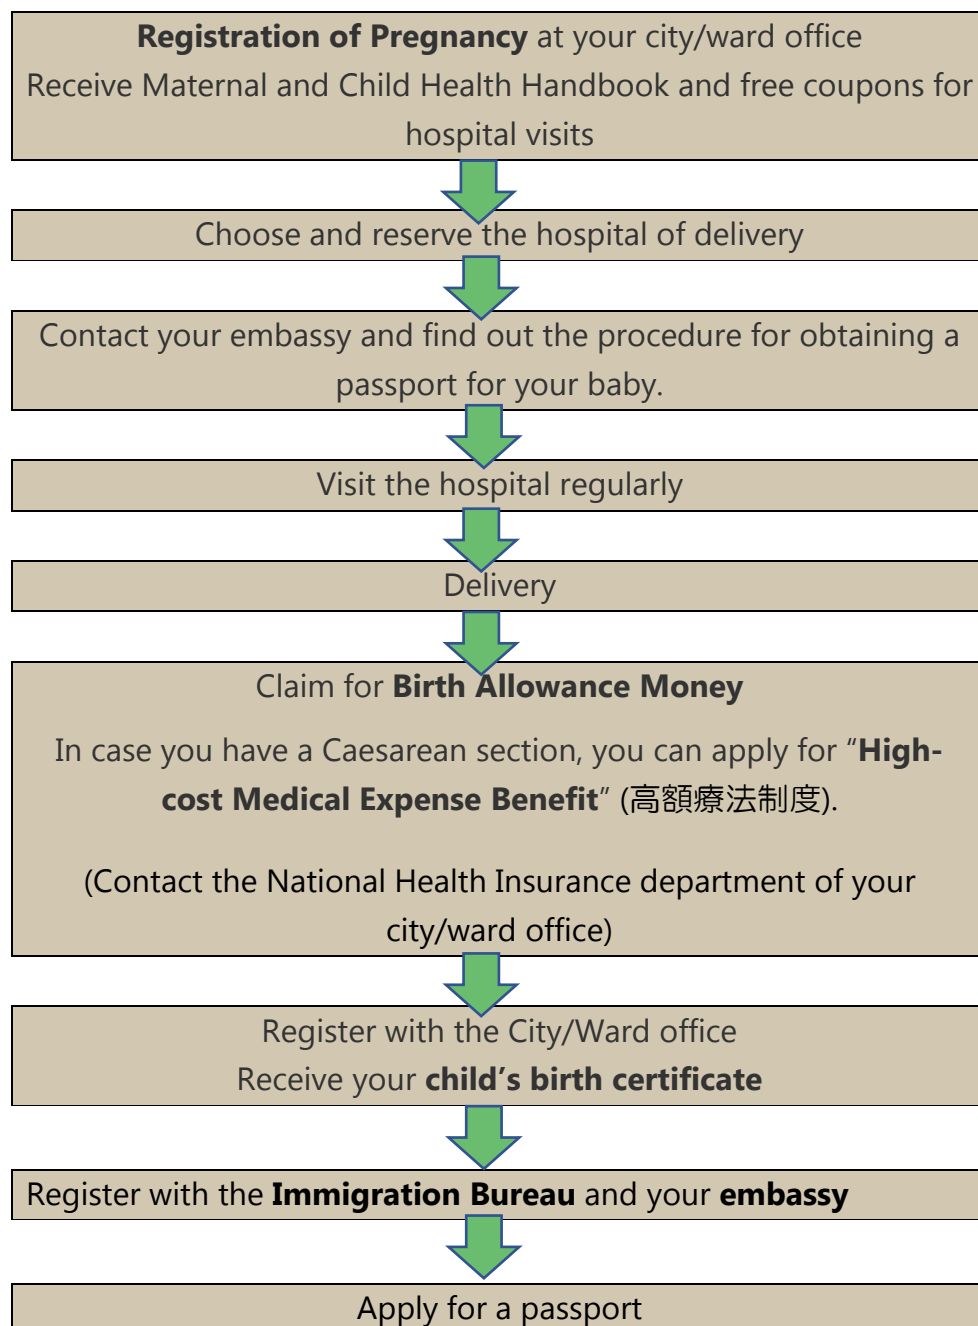 Registration of Pregnancy at your city/ward office
Receive Maternal and Child Health Handbook and free coupons for
hospital visits
Choose and reserve the hospital of delivery
Contact your embassy and find out the procedure for obtaining a
passport for your baby.
Visit the hospital regularly
Delivery
Claim for Birth Allowance Money
In case you have a Caesarean section, you can apply for “High-
cost Medical Expense Benefit” (高額療法制度).
(Contact the National Health Insurance department of your
city/ward office)
Register with the City/Ward office
Receive your child’s birth certificate
Register with the Immigration Bureau and your embassy
Apply for a passport